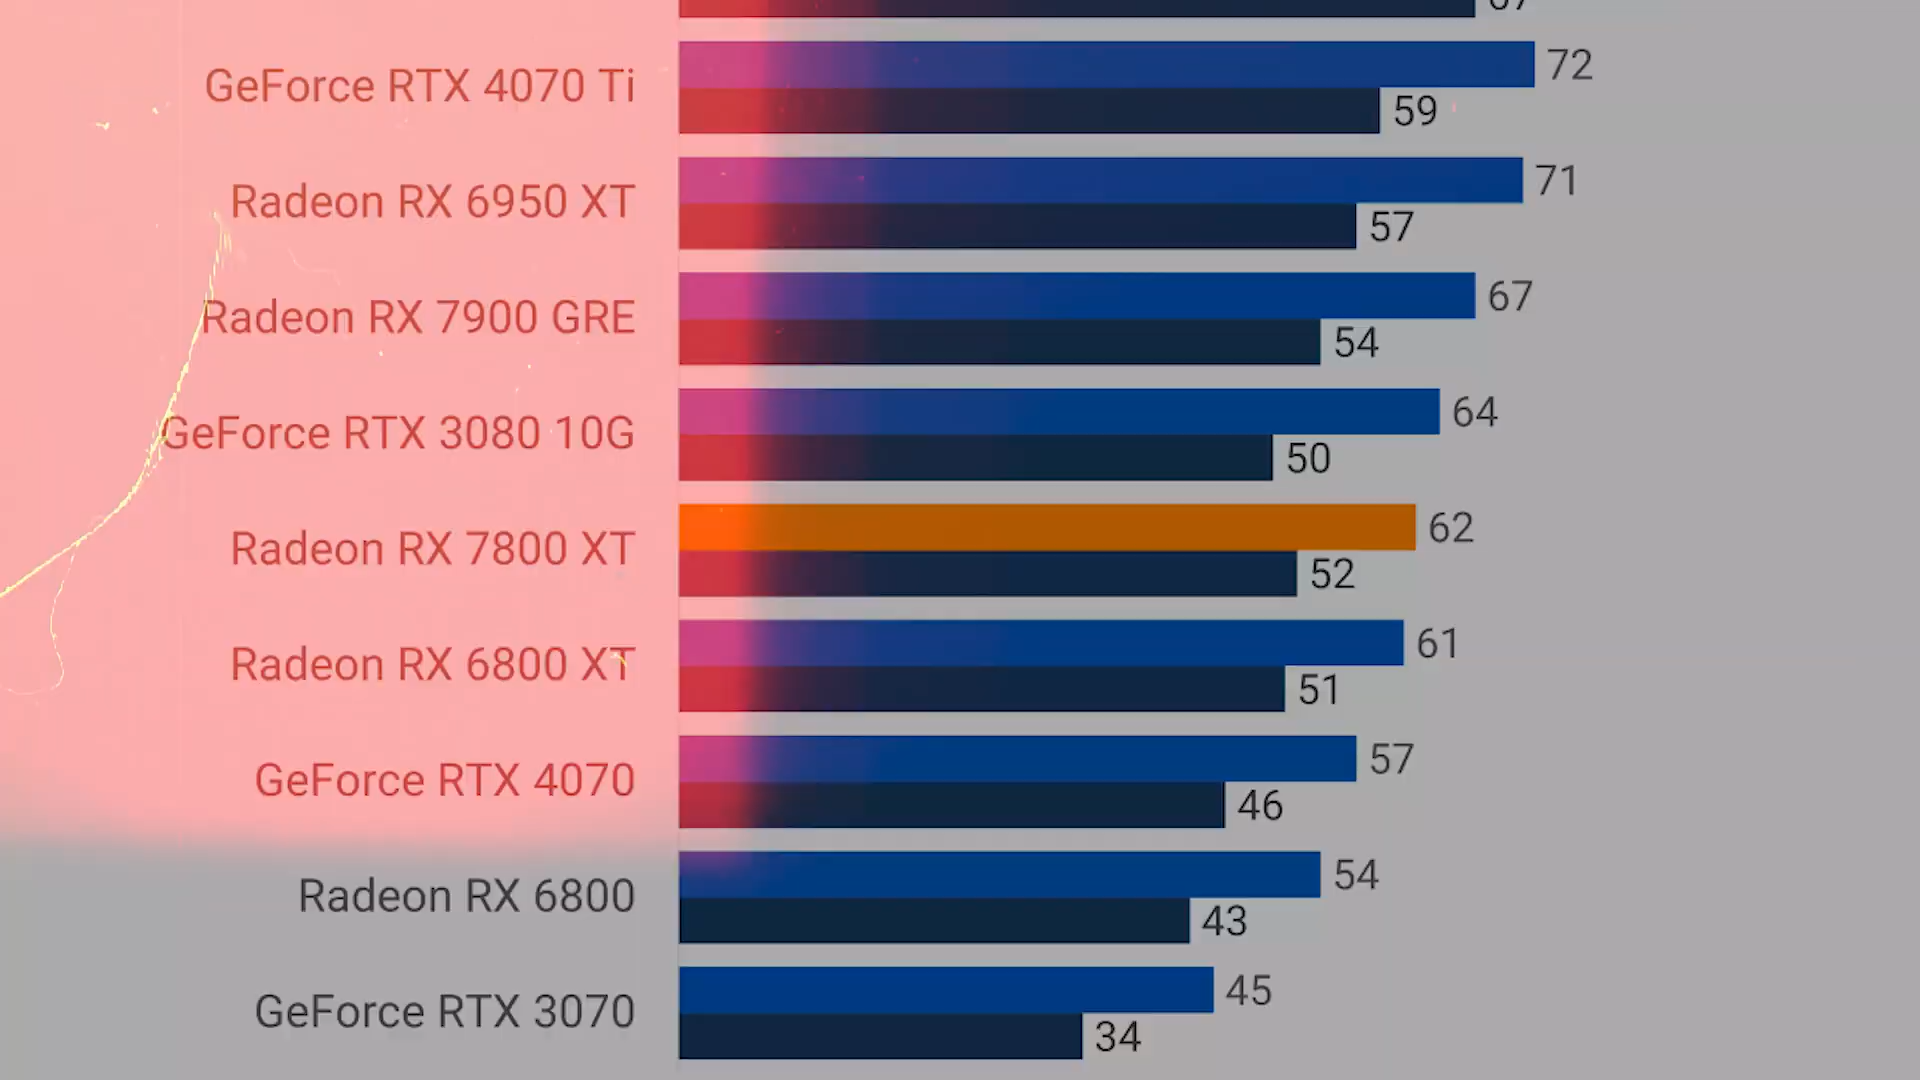 GeForce RTX 4070 Ti 72
59
Radeon RX 6950 XT 71
57
Radeon RX 7900 GRE 67
54
GeForce RTX 3080 10G 64
50
Radeon RX 7800 XT 62
52
Radeon RX 6800 XT 61
51
GeForce RTX 4070 57
46
Radeon RX 6800 54
43
GeForce RTX 3070 45
34